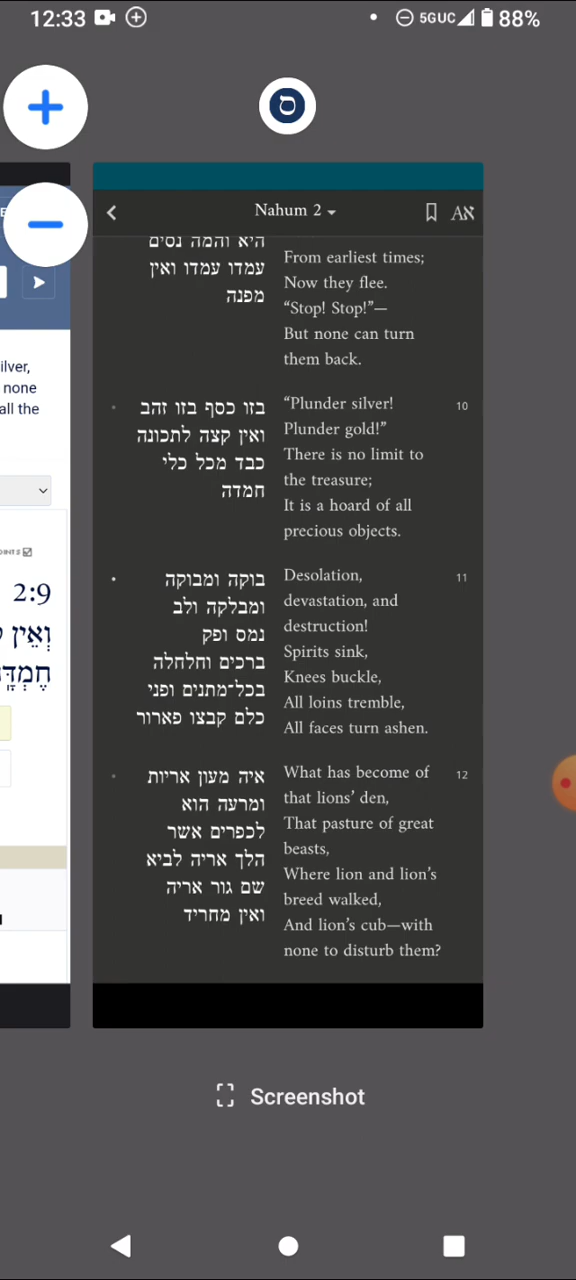 12:33
5GUC
88%
ס
Nahum 2
אA
ilver,
none
all the
2:9
וְאֵין
חֶמְדָּֽה
היא והמה נסים
עמדו עמדו ואין
מפנה
From earliest times;
Now they flee.
“Stop! Stop!”—
But none can turn
them back.
בזו כסף בזו זהב
ואין קצה לתכונה
כבד מכל כלי
חמדה
“Plunder silver!
Plunder gold!”
There is no limit to
the treasure;
It is a hoard of all
precious objects.
10
בוקה ומבוקה
ומבלקה ולב
נמס ופק
ברכים וחלחלה
בכל־מתנים ופני
כלם קבצו פארור
Desolation,
devastation, and
destruction!
Spirits sink,
Knees buckle,
All loins tremble,
All faces turn ashen.
11
איה מעון אריות
ומרעה הוא
לכפרים אשר
הלך אריה לביא
שם גור אריה
ואין מחריד
What has become of
that lions’ den,
That pasture of great
beasts,
Where lion and lion’s
breed walked,
And lion’s cub—with
none to disturb them?
12
Screenshot